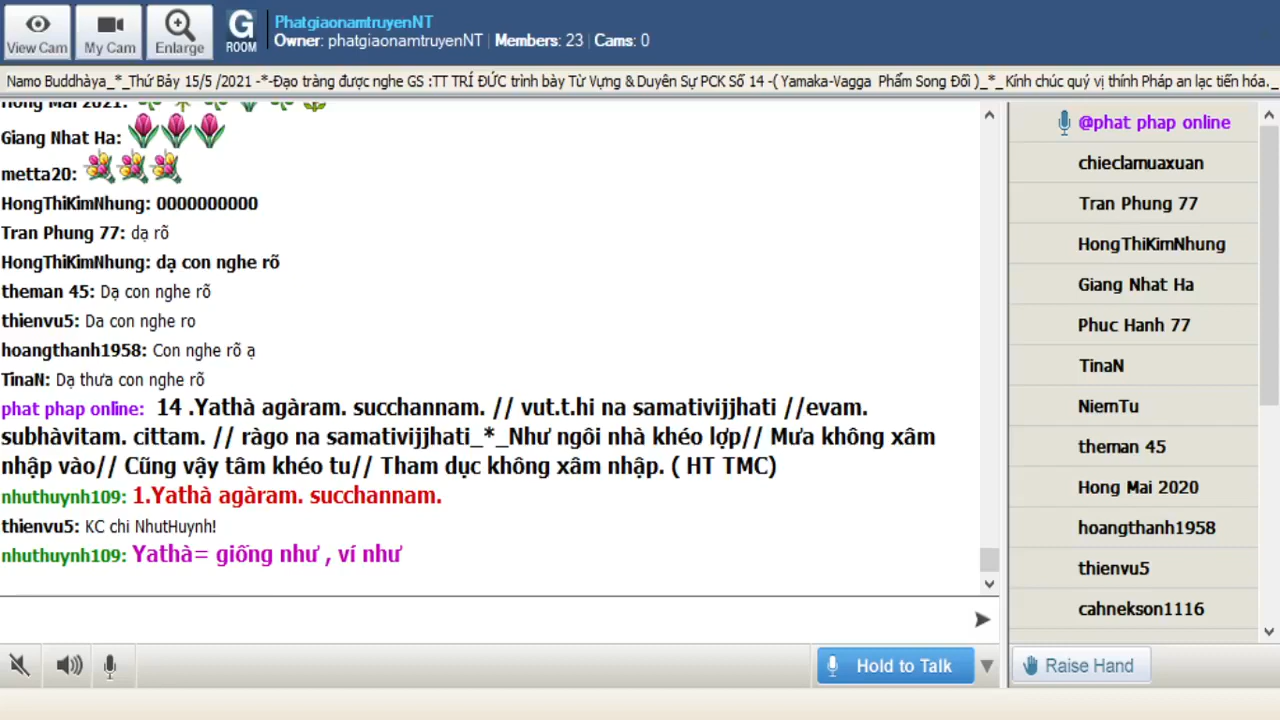 View Cam
My Cam
Enlarge
G
ROOM
PhatgiaonamtruyenNT
Owner: phatgiaonamtruyenNT | Members: 23 | Cams: 0
Namo Buddhàya_*_Thứ Bảy 15/5 /2021 -*-Đạo tràng được nghe GS :TT TRÍ ĐỨC trình bày Từ Vựng & Duyên Sự PCK Số 14 -( Yamaka-Vagga Phẩm Song Đối )_*_ Kính chúc quý vị thính Pháp an lạc tiến hóa._
Hong Mai 2021:
Giang Nhat Ha:
metta20:
HongThiKimNhung: 0000000000
Tran Phung 77: dạ rõ
HongThiKimNhung: dạ con nghe rõ
theman 45: Dạ con nghe rõ
thienvu5: Da con nghe ro
hoangthanh1958: Con nghe rõ ạ
TinaN: Dạ thưa con nghe rõ
phat phap online: 14 .Yathà agàram. succhannam. // vut.t.hi na samativijjhati //evam.
subhàvitam. cittam. // ràgo na samativijjhati_*_Như ngôi nhà khéo lợp// Mưa không xâm
nhập vào// Cũng vậy tâm khéo tu// Tham dục không xâm nhập. ( HT TMC)
nhuthuynh109: 1.Yathà agàram. succhannam.
thienvu5: KC chi NhutHuynh!
nhuthuynh109: Yathà= giống như , ví như
@phat phap online
chieclamuaxuan
Tran Phung 77
HongThiKimNhung
Giang Nhat Ha
Phuc Hanh 77
TinaN
NiemTu
theman 45
Hong Mai 2020
hoangthanh1958
thienvu5
cahnekson1116
Hold to Talk
Raise Hand